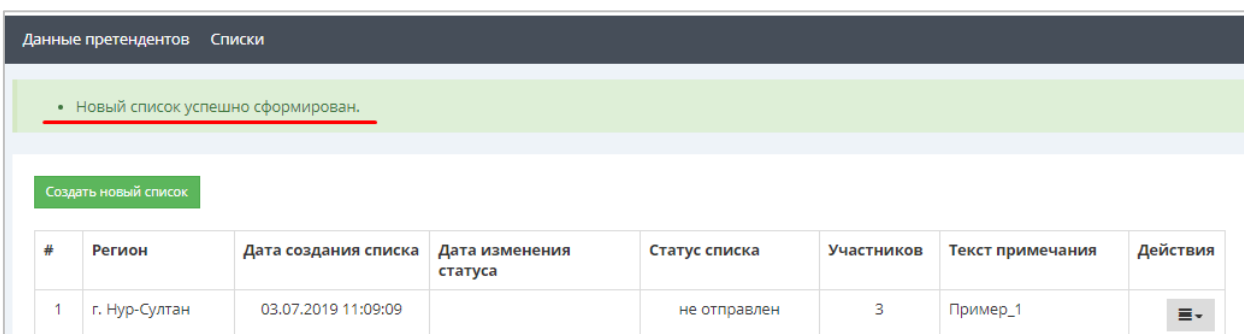 Данные претендентов Списки
• Новый список успешно сформирован.
Создать новый список
# Регион Дата создания списка Дата изменения статуса Статус списка Участников Текст примечания Действия
1 г. Нур-Султан 03.07.2019 11:09:09 не отправлен 3 Пример_1